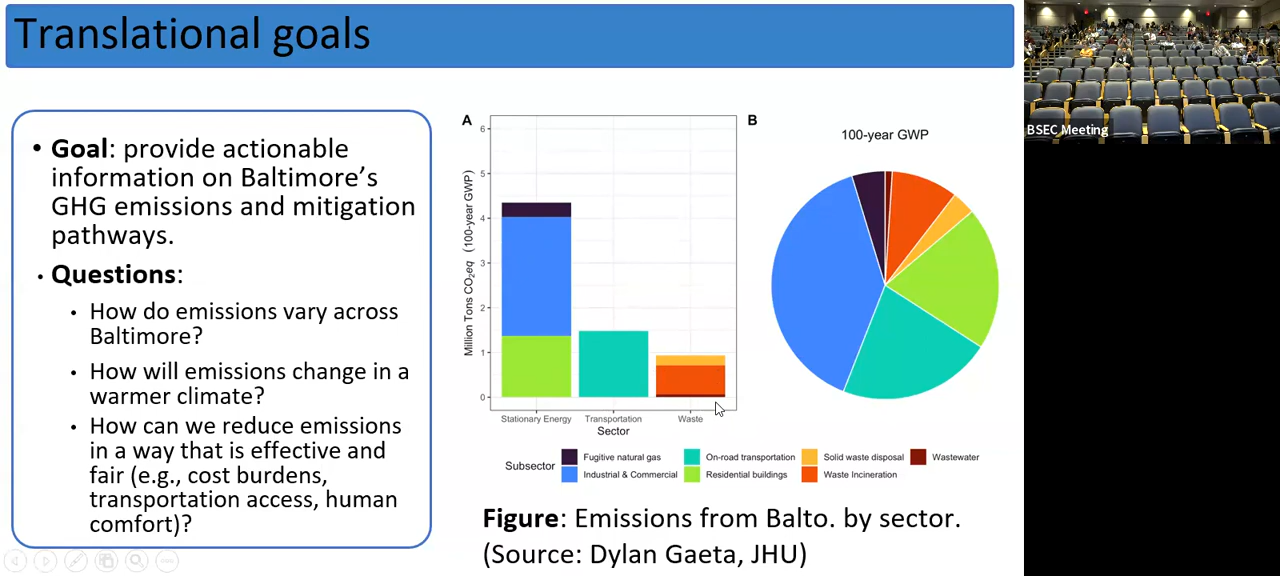 Translational goals
• Goal: provide actionable
information on Baltimore’s
GHG emissions and mitigation
pathways.
• Questions:
• How do emissions vary across
Baltimore?
• How will emissions change in a
warmer climate?
• How can we reduce emissions
in a way that is effective and
fair (e.g., cost burdens,
transportation access, human
comfort)?
A
Million Tons CO2eq (100-year GWP)
6
5
4
3
2
1
0
Stationary Energy
Transportation
Waste
Sector
B
100-year GWP
Subsector
Fugitive natural gas
On-road transportation
Solid waste disposal
Wastewater
Industrial & Commercial
Residential buildings
Waste Incineration
Figure: Emissions from Balto. by sector.
(Source: Dylan Gaeta, JHU)
BSEC Meeting